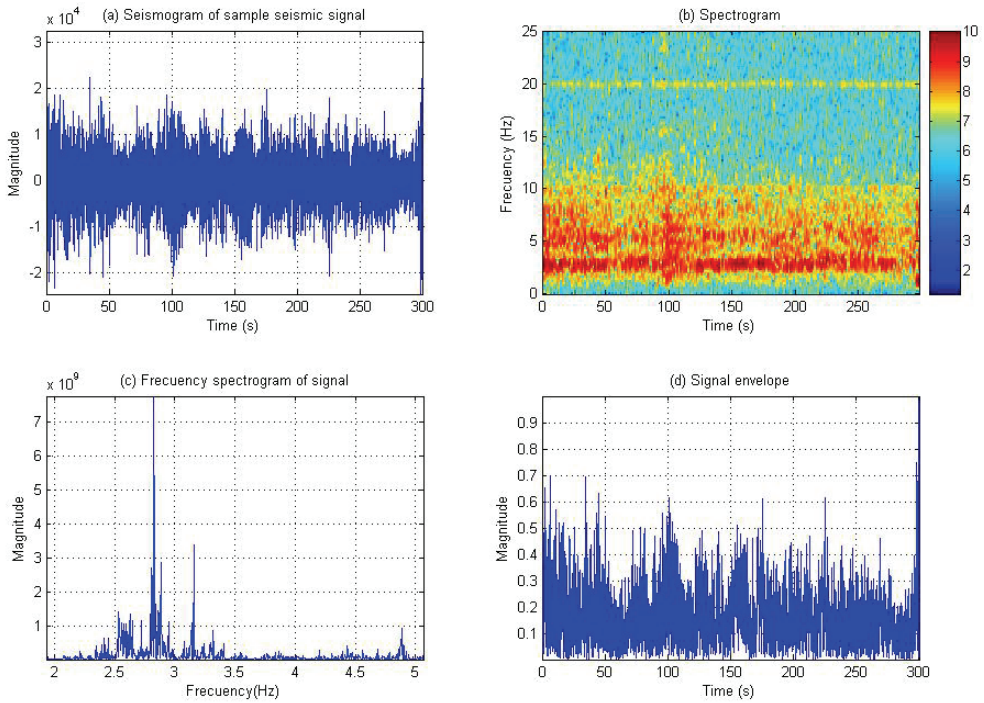 (a) Seismogram of sample seismic signal
x 10^4
3
2
1
0
-1
-2
Magnitude
0 50 100 150 200 250 300
Time (s)
(b) Spectrogram
25
20
15
10
5
0
Frecuency (Hz)
0 50 100 150 200 250
Time (s)
10
9
8
7
6
5
4
3
2
(c) Frecuency spectrogram of signal
x 10^9
7
6
5
4
3
2
1
Magnitude
2 2.5 3 3.5 4 4.5 5
Frecuency(Hz)
(d) Signal envelope
0.9
0.8
0.7
0.6
0.5
0.4
0.3
0.2
0.1
Magnitude
0 50 100 150 200 250 300
Time (s)